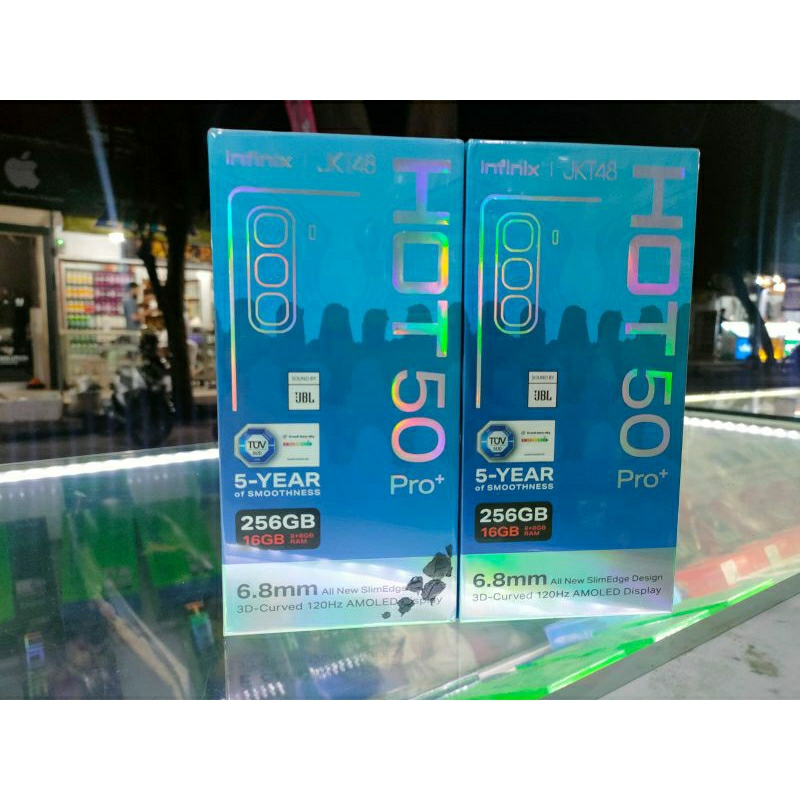 Infinix | JKT48
HOT 50
Pro+
SOUND BY
JBL
TÜV
SÜD
5-YEAR
of SMOOTHNESS
256GB
16GB 8+8GB
RAM
6.8mm All New SlimEdge
3D-Curved 120Hz AMOLED Display
Infinix | JKT48
HOT 50
Pro+
SOUND BY
JBL
TÜV
SÜD
5-YEAR
of SMOOTHNESS
256GB
16GB 8+8GB
RAM
6.8mm All New SlimEdge Design
3D-Curved 120Hz AMOLED Display